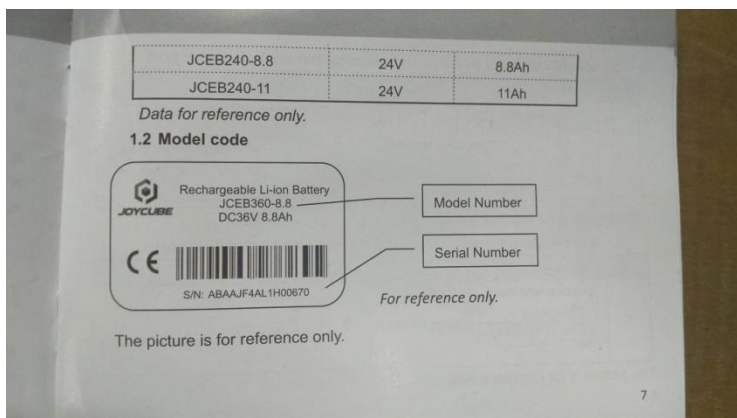 JCEB240-8.8 24V 8.8Ah
JCEB240-11 24V 11Ah
Data for reference only.
1.2 Model code
JOYCUBE
Rechargeable Li-ion Battery
JCEB360-8.8
DC36V 8.8Ah
Model Number
CE
Serial Number
S/N: ABAAJF4AL1H00670
For reference only.
The picture is for reference only.
7